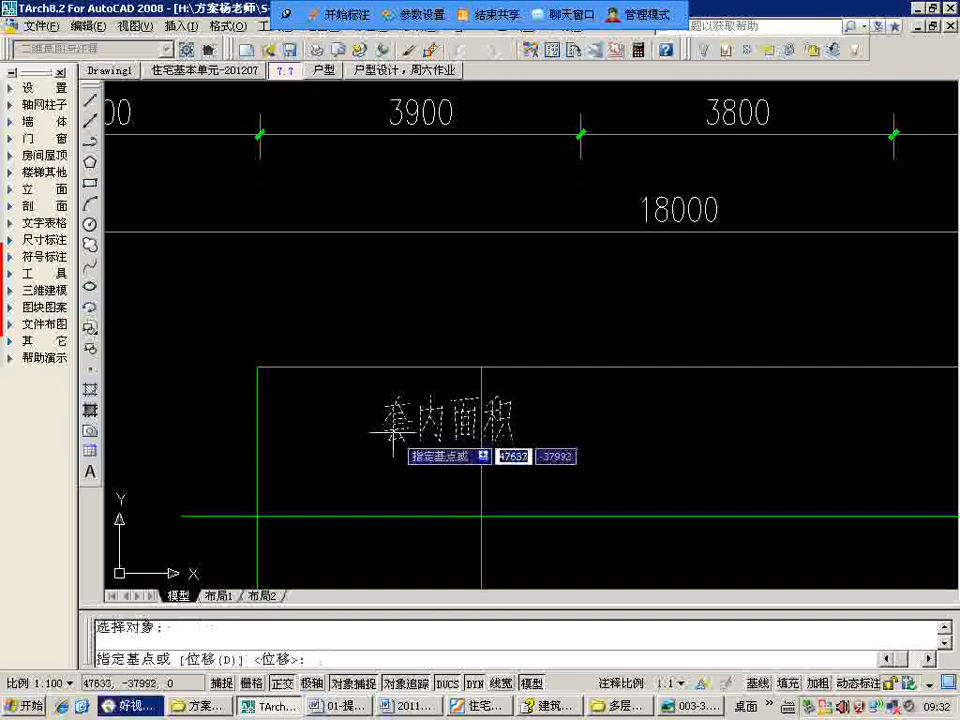 TArch8.2 For AutoCAD 2008 - [H:\方案杨老师\S-
开始标注
参数设置
结束共享
聊天窗口
管理模式
文件(F)
编辑(E)
视图(V)
插入(I)
格式(O)
题以获取帮助
Drawing1
住宅基本单元-201207
7.7
户型
户型设计，周六作业
设 置
轴网柱子
墙 体
门 窗
房间屋顶
楼梯其他
立 面
剖 面
文字表格
尺寸标注
符号标注
工 具
三维建模
图块图案
文件布图
其 它
帮助演示
00
3900
3800
18000
套内面积
指定基点或
47637
-37992
Y
X
模型
布局1
布局2
选择对象:
指定基点或 [位移(D)] <位移>:
比例 1:100
47637, -37992, 0
捕捉
栅格
正交
极轴
对象捕捉
对象追踪
DUCS
DYN
线宽
模型
注释比例:
1:1
基线
填充
加粗
动态标注
开始
好视...
方案...
TArch...
01-提...
2011...
住宅...
建筑...
多层...
003-3...
桌面
09:32